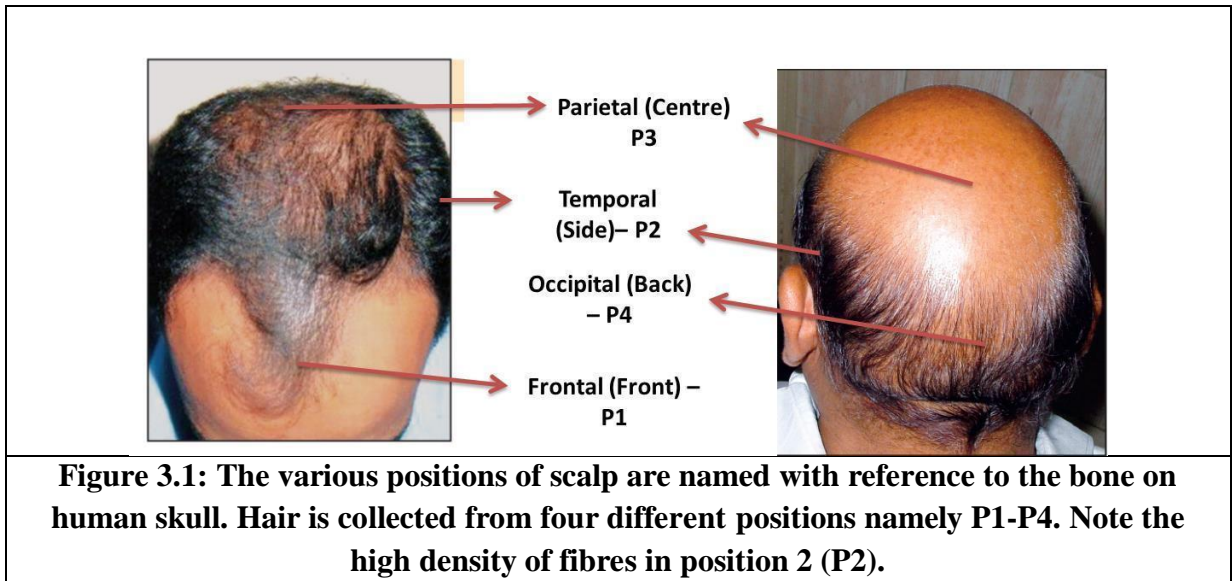 Parietal (Centre)
P3
Temporal
(Side)– P2
Occipital (Back)
– P4
Frontal (Front) –
P1
Figure 3.1: The various positions of scalp are named with reference to the bone on
human skull. Hair is collected from four different positions namely P1-P4. Note the
high density of fibres in position 2 (P2).